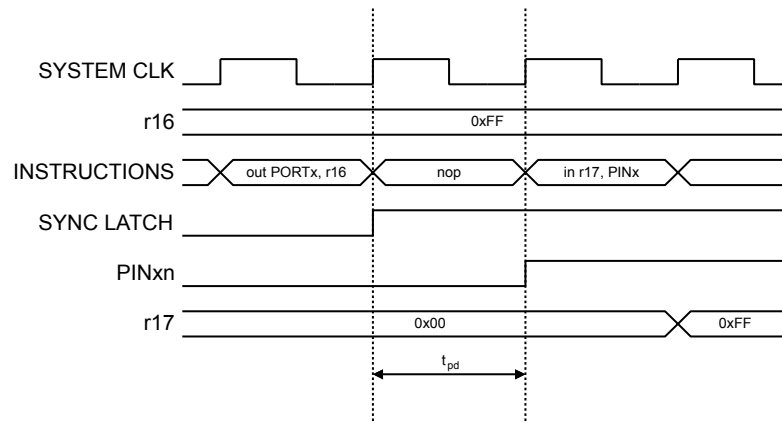 SYSTEM CLK
r16
0xFF
INSTRUCTIONS
out PORTx, r16
nop
in r17, PINx
SYNC LATCH
PINxn
r17
0x00
0xFF
tpd